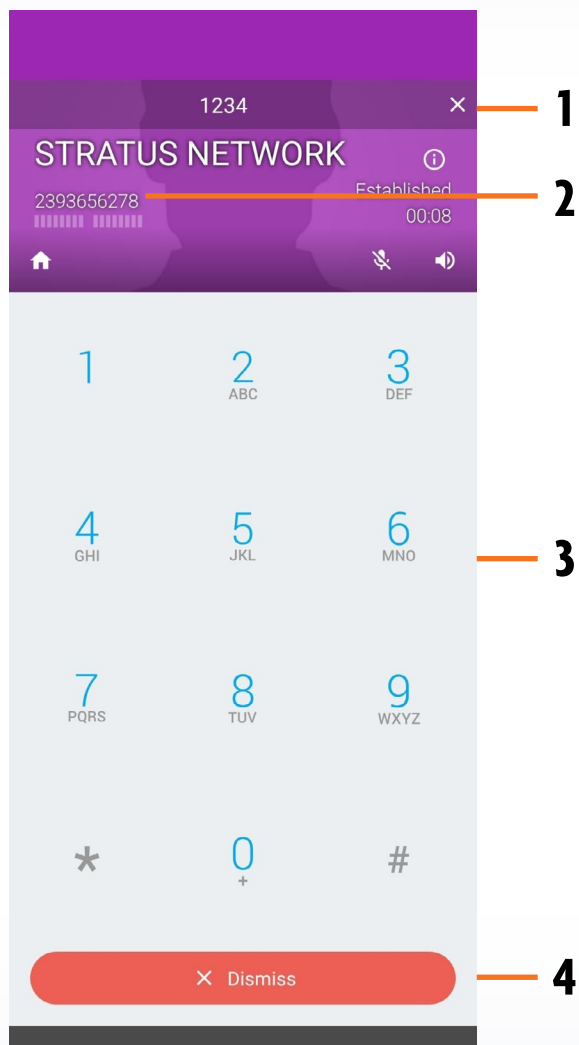 1234
1
STRATUS NETWORK
2393656278
Established
2
00:08
1
2
3
ABC
DEF
4
5
6
GHI
JKL
MNO
3
7
8
9
PQRS
TUV
WXYZ
*
0
#
+
Dismiss
4